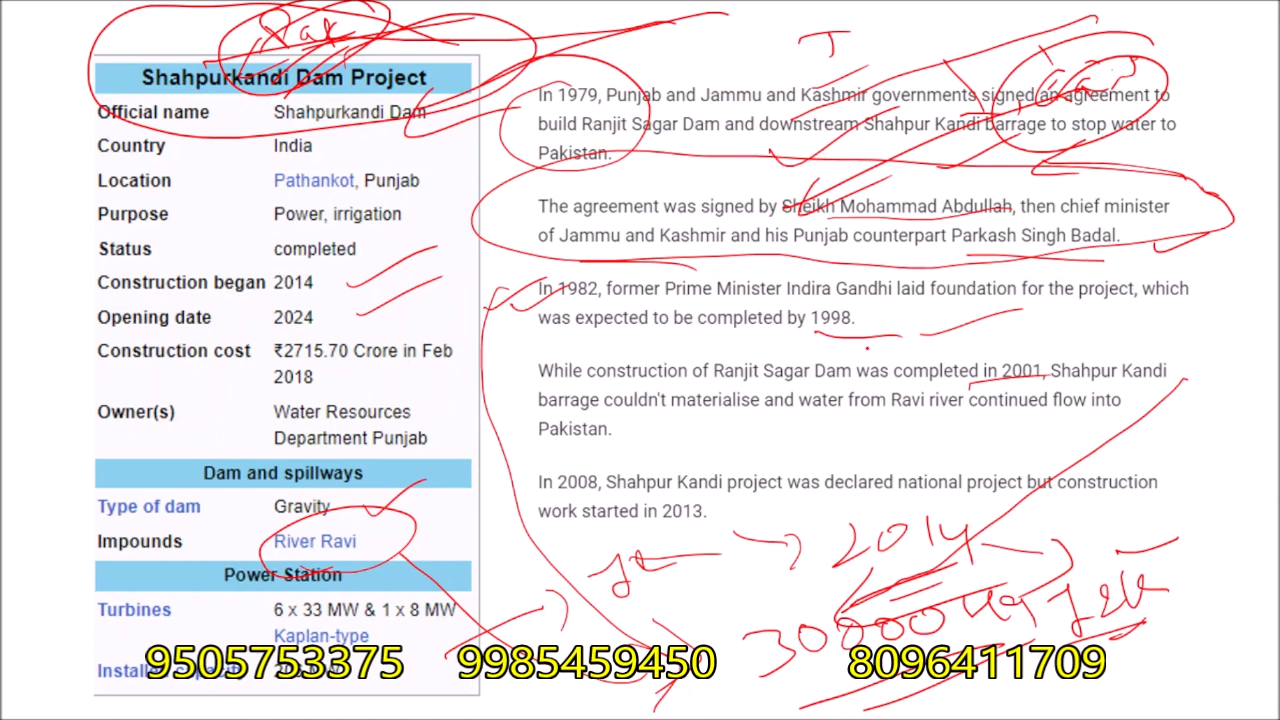 Pak
Shahpurkandi Dam Project
Official name Shahpurkandi Dam
Country India
Location Pathankot, Punjab
Purpose Power, irrigation
Status completed
Construction began 2014
Opening date 2024
Construction cost ₹2715.70 Crore in Feb
2018
Owner(s) Water Resources
Department Punjab
Dam and spillways
Type of dam Gravity
Impounds River Ravi
Power Station
Turbines 6 x 33 MW & 1 x 8 MW
Kaplan-type
In 1979, Punjab and Jammu and Kashmir governments signed an agreement to
build Ranjit Sagar Dam and downstream Shahpur Kandi barrage to stop water to
Pakistan.
The agreement was signed by Sheikh Mohammad Abdullah, then chief minister
of Jammu and Kashmir and his Punjab counterpart Parkash Singh Badal.
In 1982, former Prime Minister Indira Gandhi laid foundation for the project, which
was expected to be completed by 1998.
While construction of Ranjit Sagar Dam was completed in 2001, Shahpur Kandi
barrage couldn't materialise and water from Ravi river continued flow into
Pakistan.
In 2008, Shahpur Kandi project was declared national project but construction
work started in 2013.
2014
30000
9505753375 9985459450 8096411709